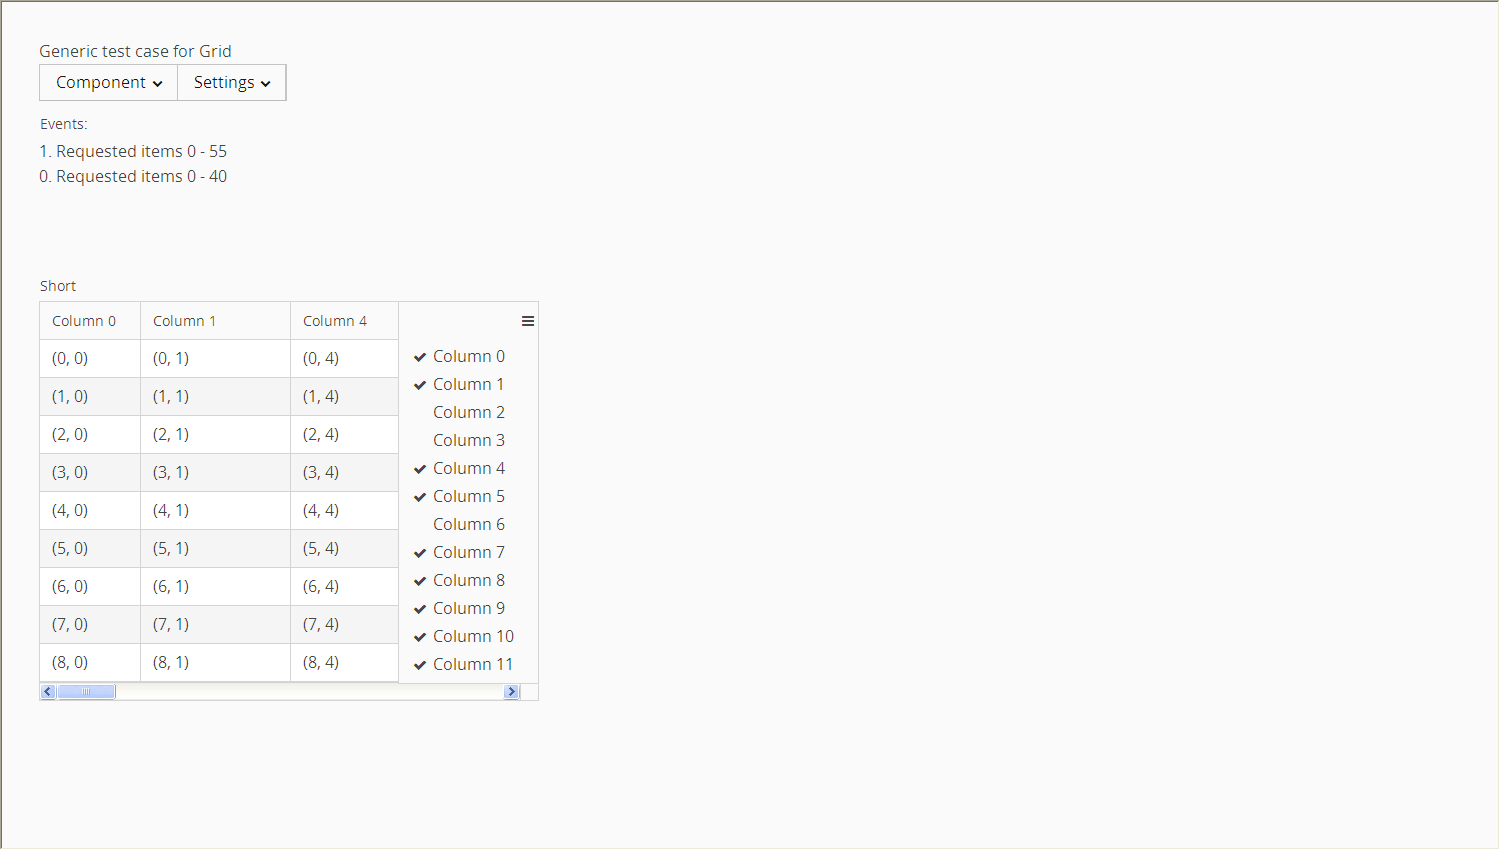 Generic test case for Grid
Component Settings
Events:
1. Requested items 0 - 55
0. Requested items 0 - 40
Short
Column 0 Column 1 Column 4
(0, 0) (0, 1) (0, 4) Column 0
(1, 0) (1, 1) (1, 4) Column 1
Column 2
(2, 0) (2, 1) (2, 4) Column 3
(3, 0) (3, 1) (3, 4) Column 4
(4, 0) (4, 1) (4, 4) Column 5
Column 6
(5, 0) (5, 1) (5, 4) Column 7
(6, 0) (6, 1) (6, 4) Column 8
Column 9
(7, 0) (7, 1) (7, 4) Column 10
(8, 0) (8, 1) (8, 4) Column 11